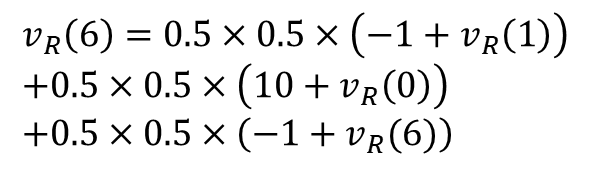 v_R(6) = 0.5 × 0.5 × (−1 + v_R(1))
+0.5 × 0.5 × (10 + v_R(0))
+0.5 × 0.5 × (−1 + v_R(6))